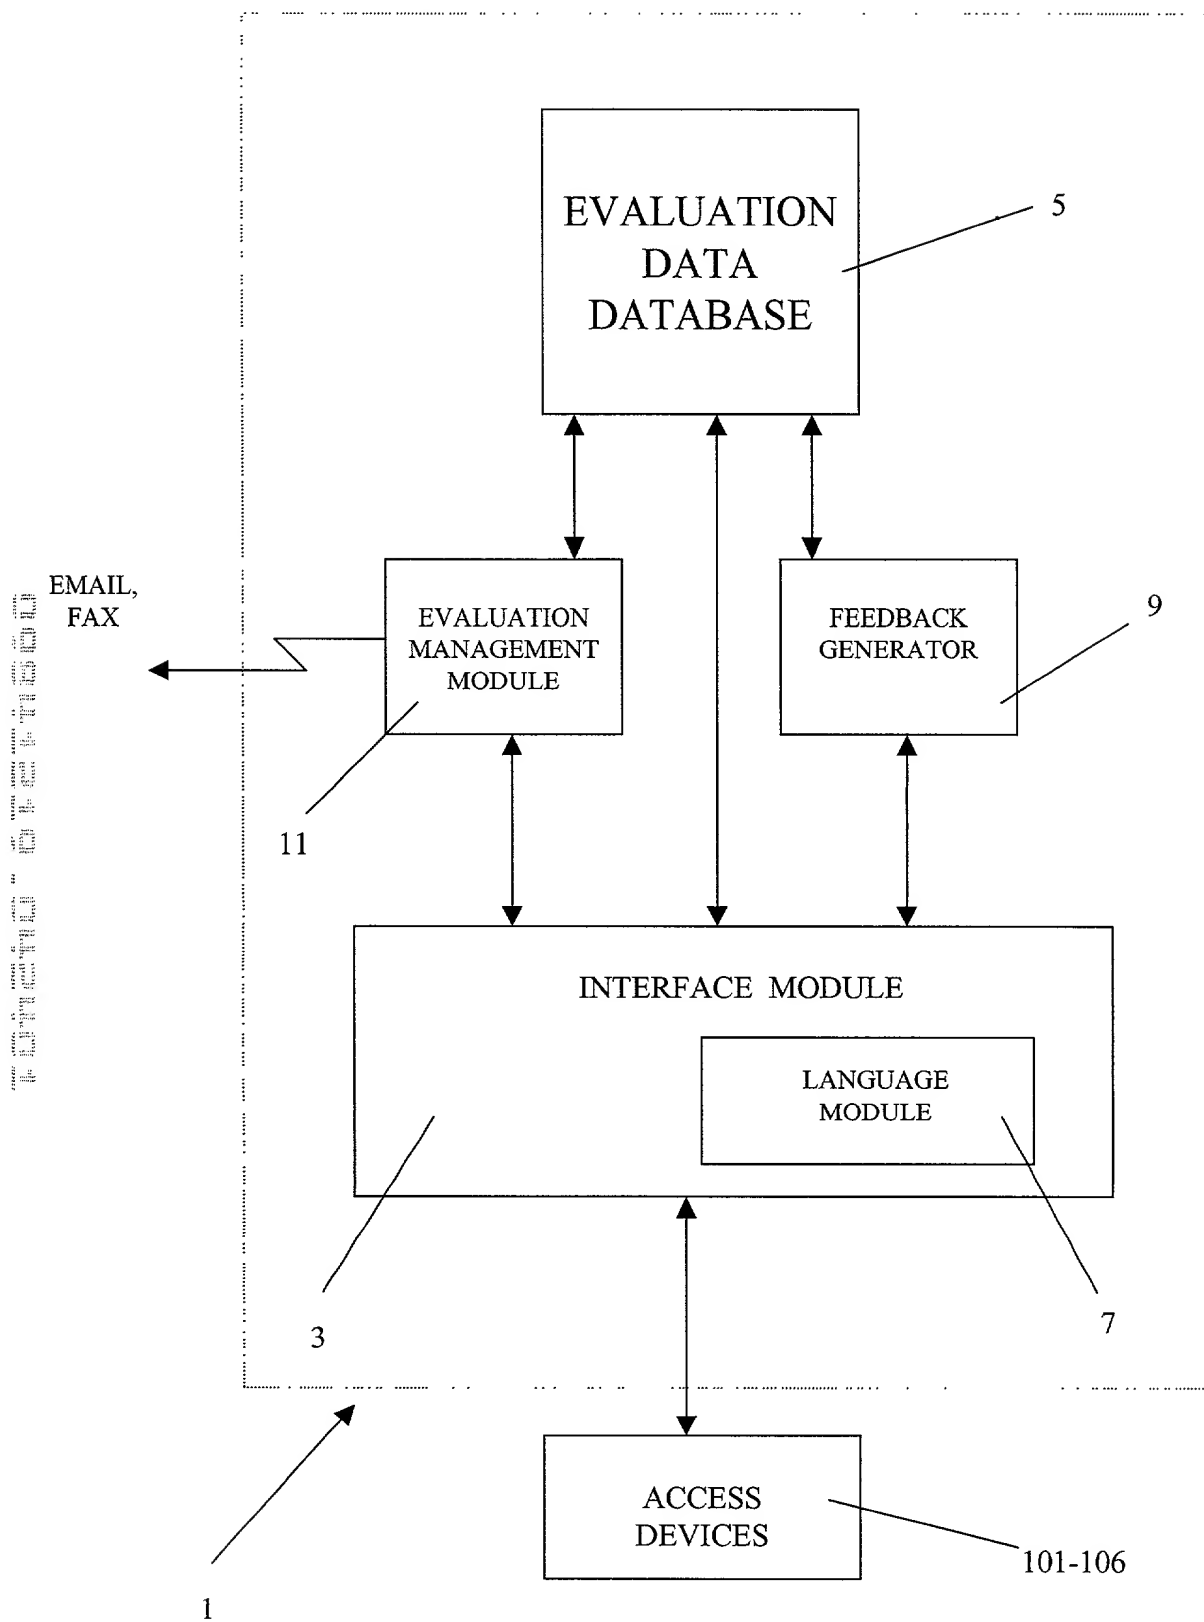 EVALUATION
DATA
DATABASE
5
EMAIL,
FAX
EVALUATION
MANAGEMENT
MODULE
FEEDBACK
GENERATOR
9
11
INTERFACE MODULE
LANGUAGE
MODULE
3
7
ACCESS
DEVICES
101-106
1